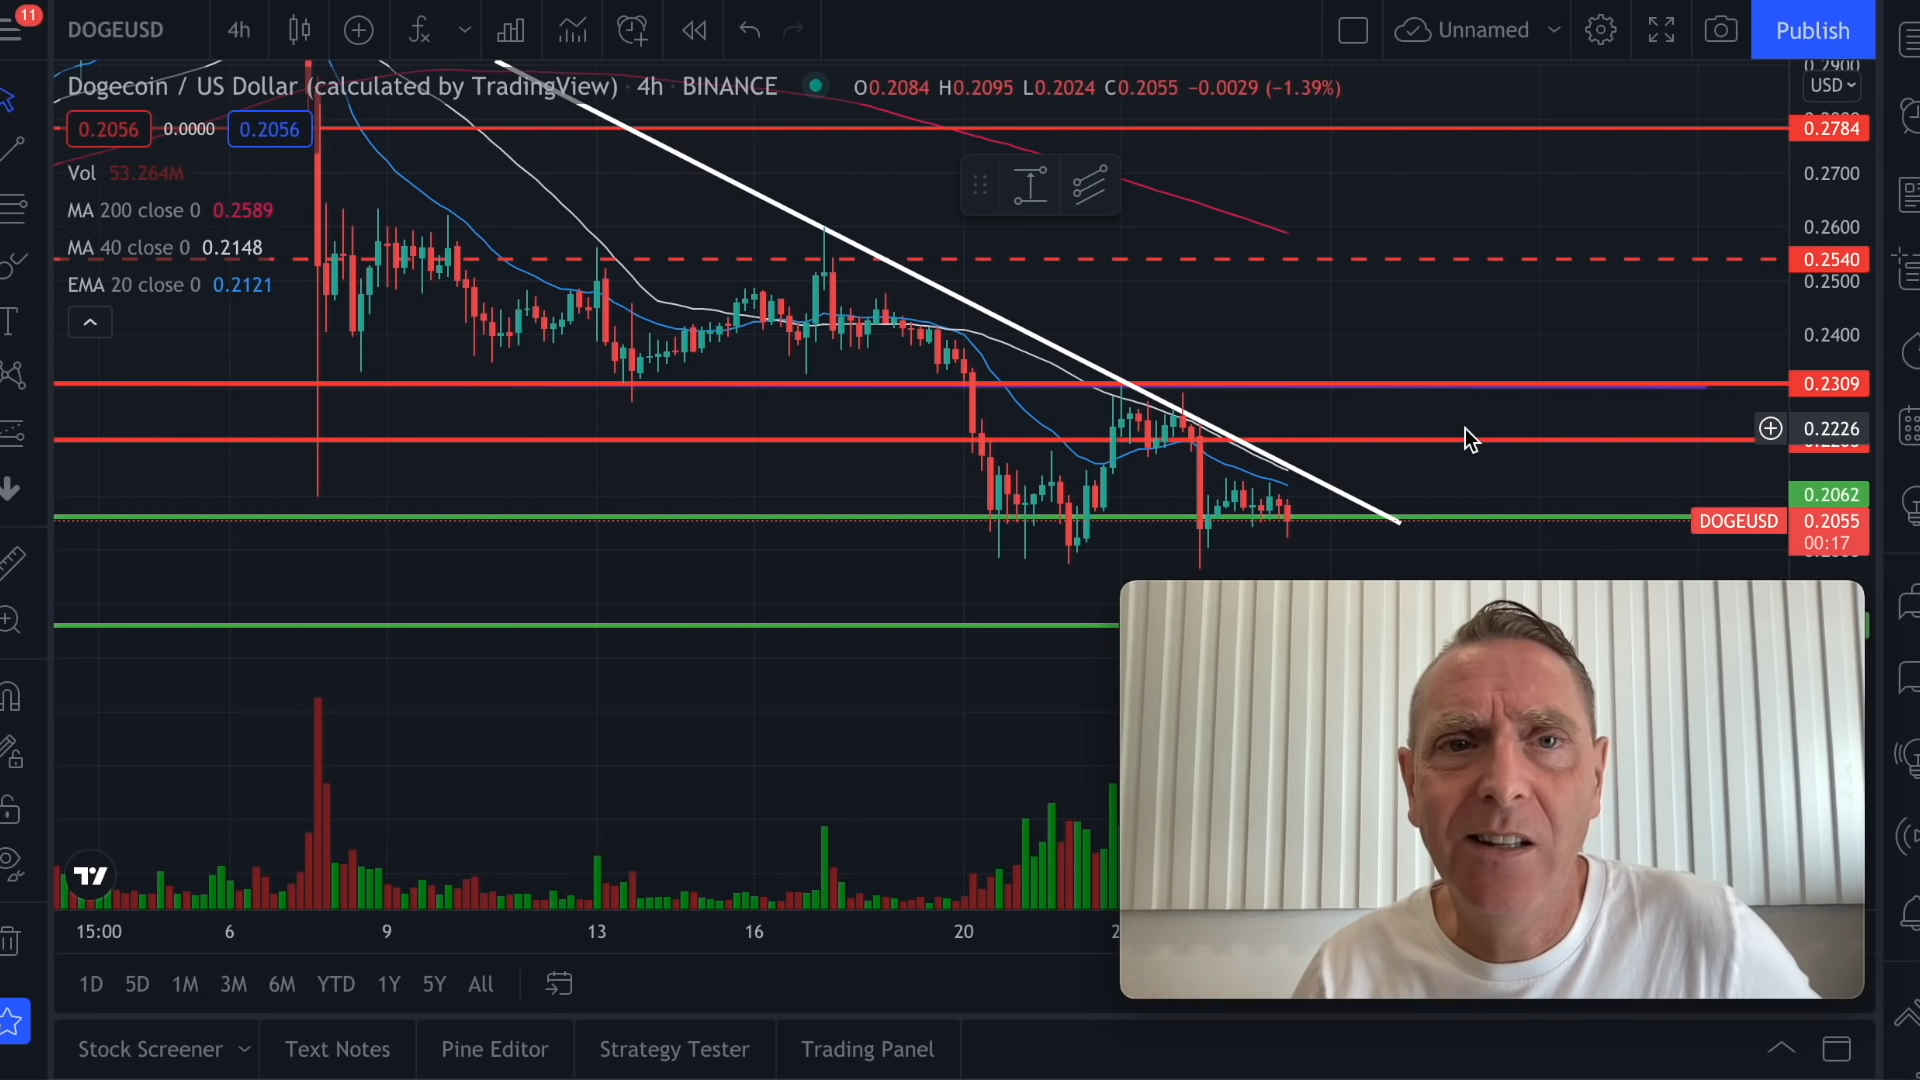 11
DOGEUSD 4h Unnamed Publish
Dogecoin / US Dollar (calculated by TradingView) · 4h · BINANCE O0.2084 H0.2095 L0.2024 C0.2055 −0.0029 (−1.39%)
USD
0.2056 0.0000 0.2056
0.2784
Vol 53.264M
0.2700
MA 200 close 0 0.2589
0.2600
MA 40 close 0 0.2148
0.2540
EMA 20 close 0 0.2121
0.2500
0.2400
0.2309
0.2226
0.2062
DOGEUSD 0.2055
00:17
15:00 6 9 13 16 20
1D 5D 1M 3M 6M YTD 1Y 5Y All
Stock Screener Text Notes Pine Editor Strategy Tester Trading Panel